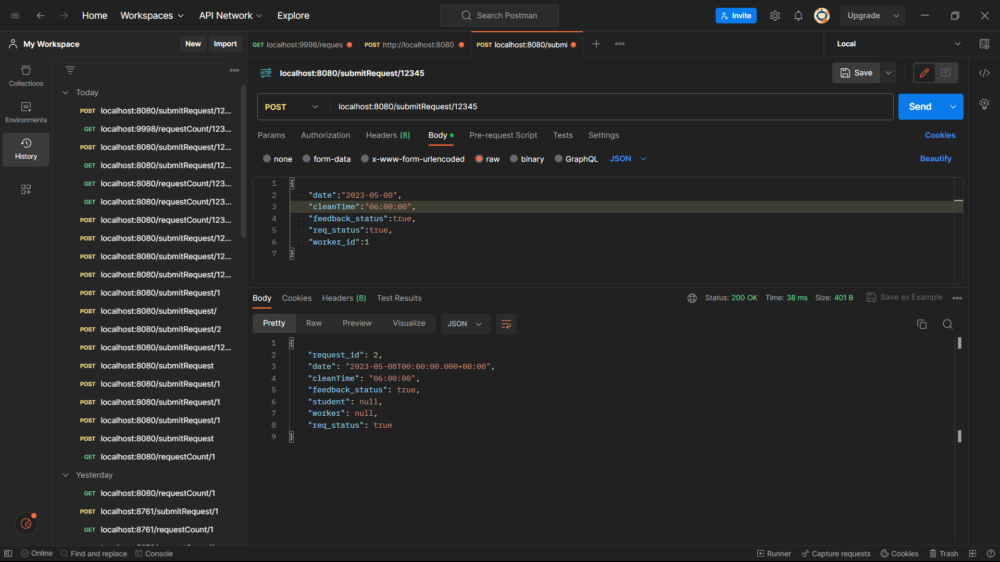 Home
Workspaces
API Network
Explore
Search Postman
Invite
Upgrade
My Workspace
New
Import
GET localhost:9998/reques
POST http://localhost:8080
POST localhost:8080/submi
Local
Collections
Environments
History
Today
POST localhost:8080/submitRequest/12...
GET localhost:9998/requestCount/123...
POST localhost:8080/submitRequest/12...
GET localhost:8080/submitRequest/12...
GET localhost:8080/requestCount/123...
GET localhost:8080/requestCount/123...
POST localhost:8080/requestCount/123...
POST localhost:8080/submitRequest/12...
POST localhost:8080/submitRequest/12...
POST localhost:8080/submitRequest/12...
POST localhost:8080/submitRequest/1
POST localhost:8080/submitRequest/
POST localhost:8080/submitRequest/2
POST localhost:8080/submitRequest/12...
POST localhost:8080/submitRequest
POST localhost:8080/submitRequest/1
POST localhost:8080/submitRequest/1
POST localhost:8080/submitRequest/1
POST localhost:8080/submitRequest
GET localhost:8080/requestCount/1
Yesterday
GET localhost:8080/requestCount/1
POST localhost:8761/submitRequest/1
GET localhost:8761/requestCount/1
HTTP localhost:8080/submitRequest/12345
Save
POST localhost:8080/submitRequest/12345
Send
Params Authorization Headers (8) Body Pre-request Script Tests Settings Cookies
none form-data x-www-form-urlencoded raw binary GraphQL JSON Beautify
1 {
2 "date":"2023-05-08",
3 "cleanTime":"06:00:00",
4 "feedback_status":true,
5 "req_status":true,
6 "worker_id":1
7 }
Body Cookies Headers (8) Test Results
Status: 200 OK Time: 38 ms Size: 401 B Save as Example
Pretty Raw Preview Visualize JSON
1 {
2 "request_id": 2,
3 "date": "2023-05-08T00:00:00.000+00:00",
4 "cleanTime": "06:00:00",
5 "feedback_status": true,
6 "student": null,
7 "worker": null,
8 "req_status": true
9 }
Online Find and replace Console
Runner Capture requests Cookies Trash